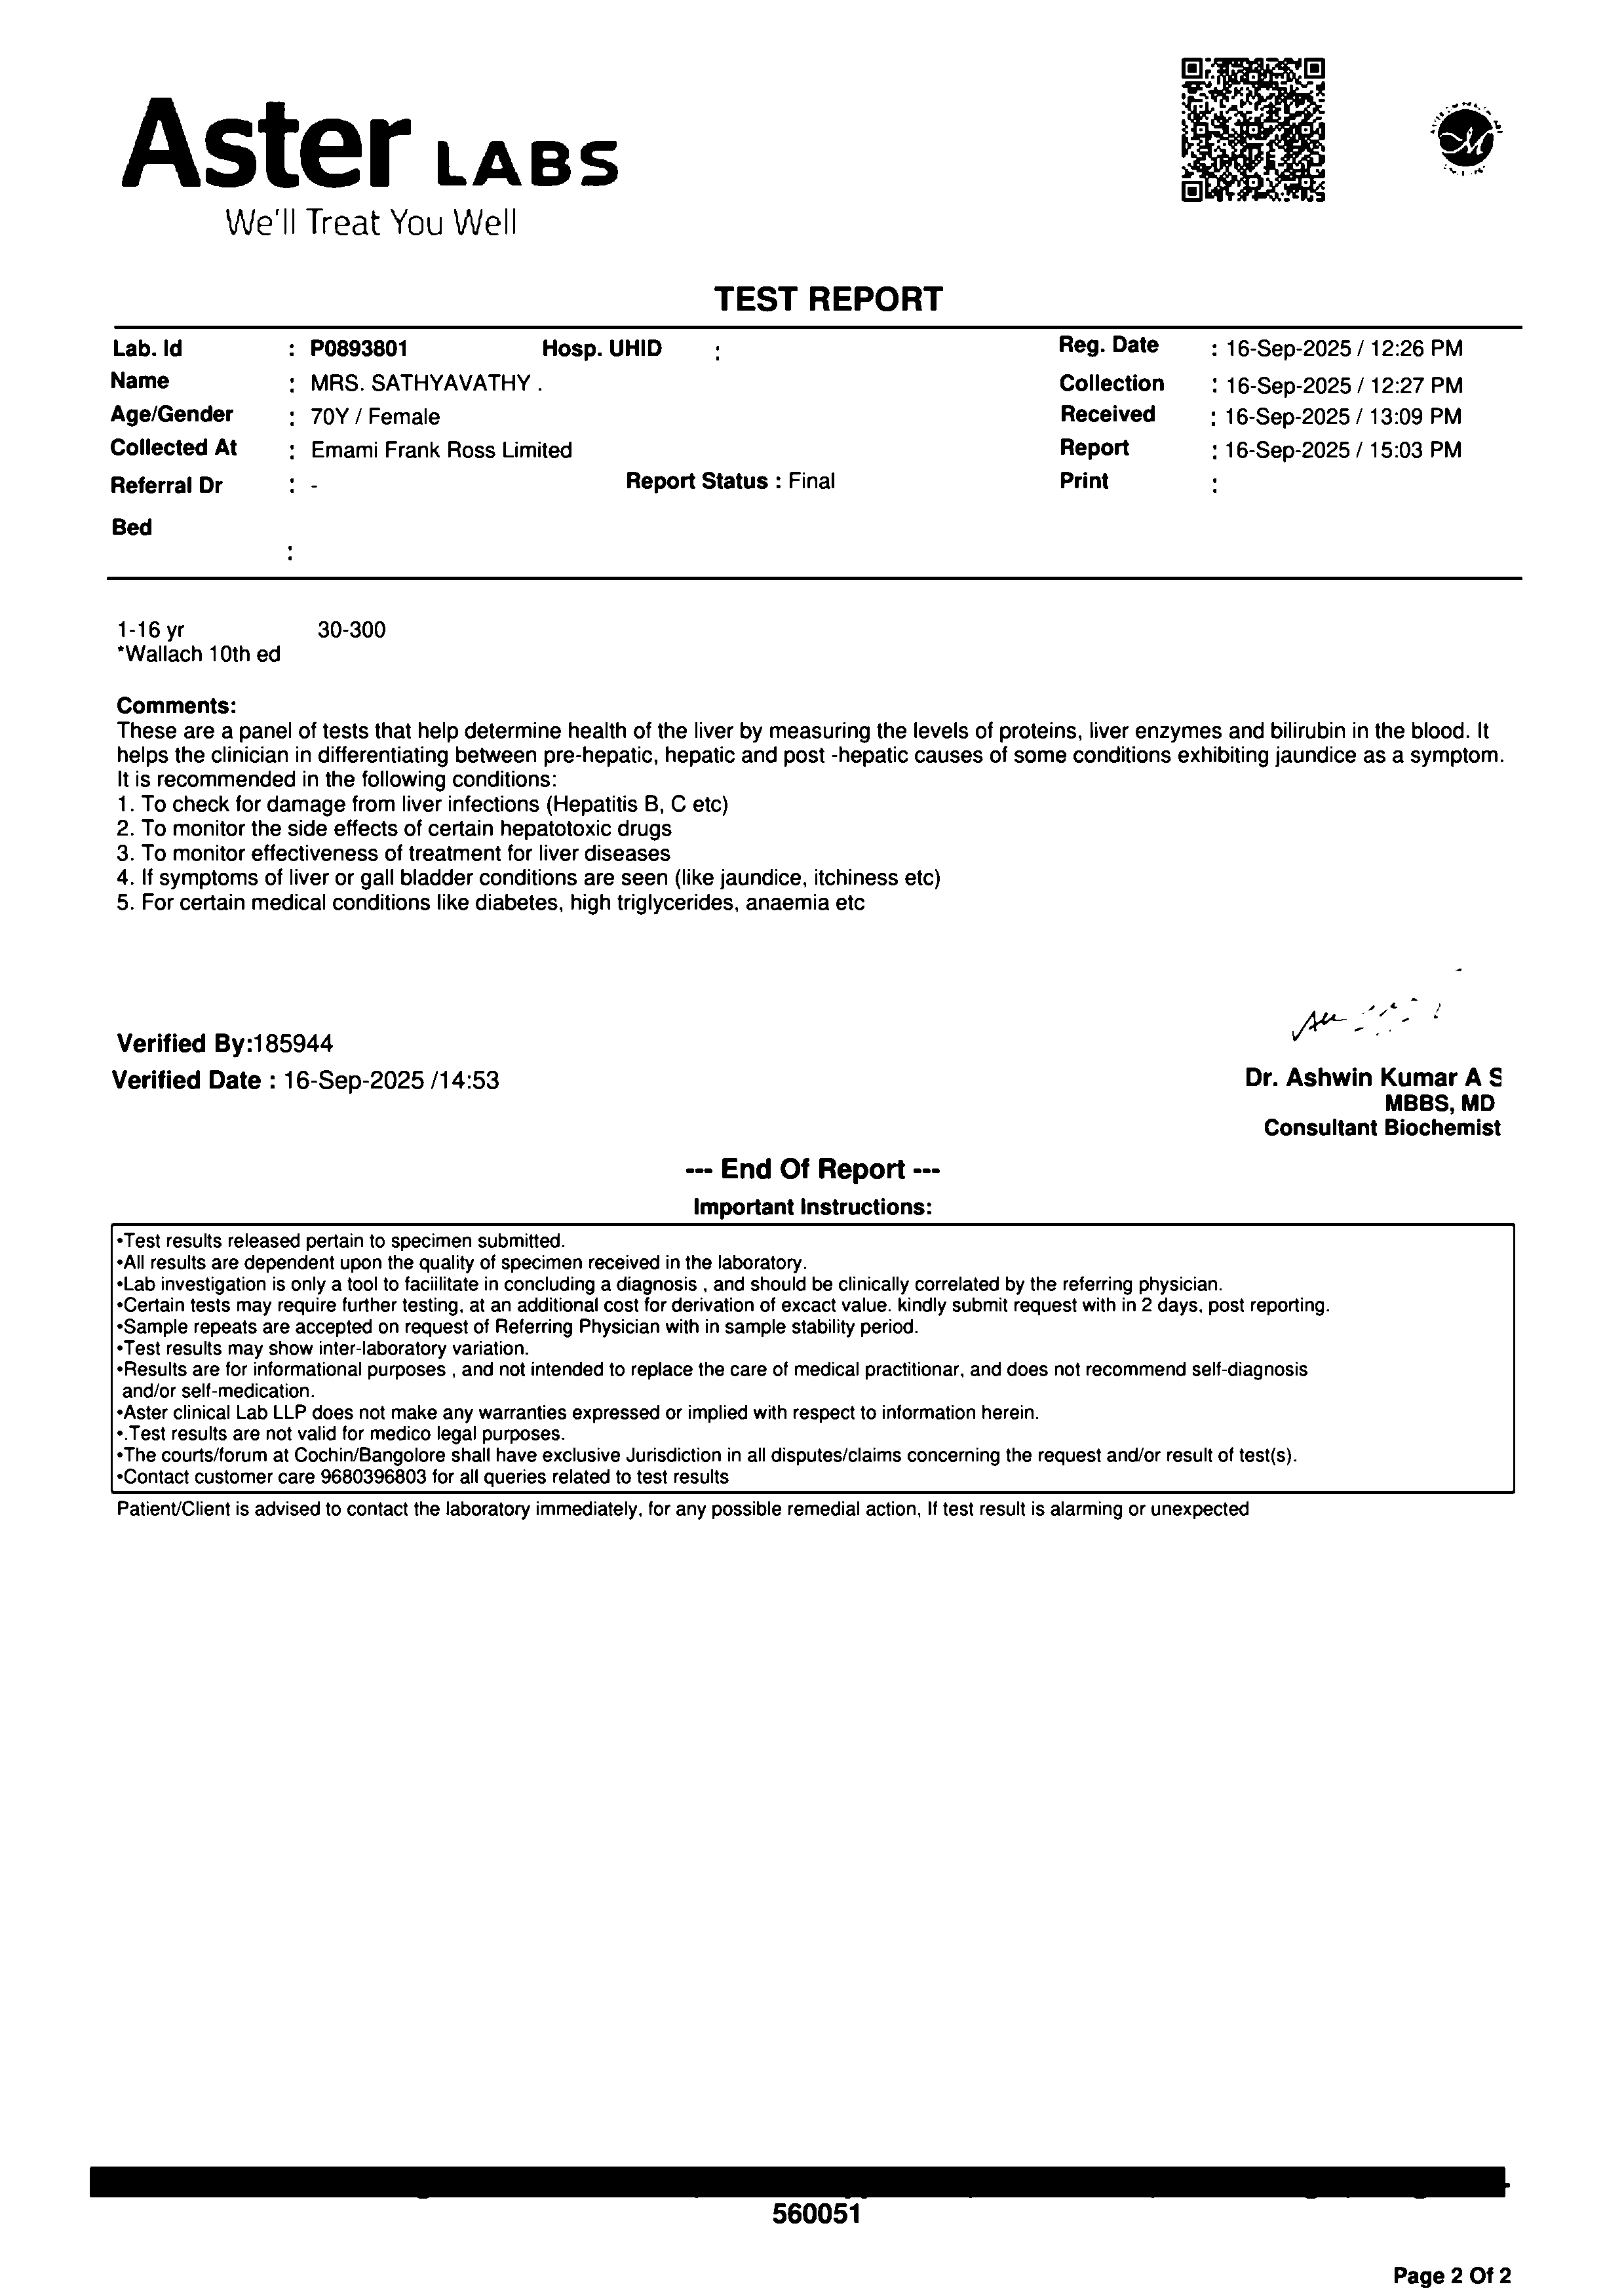 Aster LABS
We'll Treat You Well
TEST REPORT
Lab. Id : P0893801 Hosp. UHID : Reg. Date : 16-Sep-2025 / 12:26 PM
Name : MRS. SATHYAVATHY . Collection : 16-Sep-2025 / 12:27 PM
Age/Gender : 70Y / Female Received : 16-Sep-2025 / 13:09 PM
Collected At : Emami Frank Ross Limited Report : 16-Sep-2025 / 15:03 PM
Referral Dr : - Report Status : Final Print :
Bed :
1-16 yr 30-300
*Wallach 10th ed
Comments:
These are a panel of tests that help determine health of the liver by measuring the levels of proteins, liver enzymes and bilirubin in the blood. It
helps the clinician in differentiating between pre-hepatic, hepatic and post -hepatic causes of some conditions exhibiting jaundice as a symptom.
It is recommended in the following conditions:
1. To check for damage from liver infections (Hepatitis B, C etc)
2. To monitor the side effects of certain hepatotoxic drugs
3. To monitor effectiveness of treatment for liver diseases
4. If symptoms of liver or gall bladder conditions are seen (like jaundice, itchiness etc)
5. For certain medical conditions like diabetes, high triglycerides, anaemia etc
Verified By:185944
Verified Date : 16-Sep-2025 /14:53
Dr. Ashwin Kumar A S
MBBS, MD
Consultant Biochemist
--- End Of Report ---
Important Instructions:
•Test results released pertain to specimen submitted.
•All results are dependent upon the quality of specimen received in the laboratory.
•Lab investigation is only a tool to faciilitate in concluding a diagnosis , and should be clinically correlated by the referring physician.
•Certain tests may require further testing, at an additional cost for derivation of excact value. kindly submit request with in 2 days, post reporting.
•Sample repeats are accepted on request of Referring Physician with in sample stability period.
•Test results may show inter-laboratory variation.
•Results are for informational purposes , and not intended to replace the care of medical practitionar, and does not recommend self-diagnosis
and/or self-medication.
•Aster clinical Lab LLP does not make any warranties expressed or implied with respect to information herein.
•.Test results are not valid for medico legal purposes.
•The courts/forum at Cochin/Bangolore shall have exclusive Jurisdiction in all disputes/claims concerning the request and/or result of test(s).
•Contact customer care 9680396803 for all queries related to test results
Patient/Client is advised to contact the laboratory immediately, for any possible remedial action, If test result is alarming or unexpected
560051
Page 2 Of 2